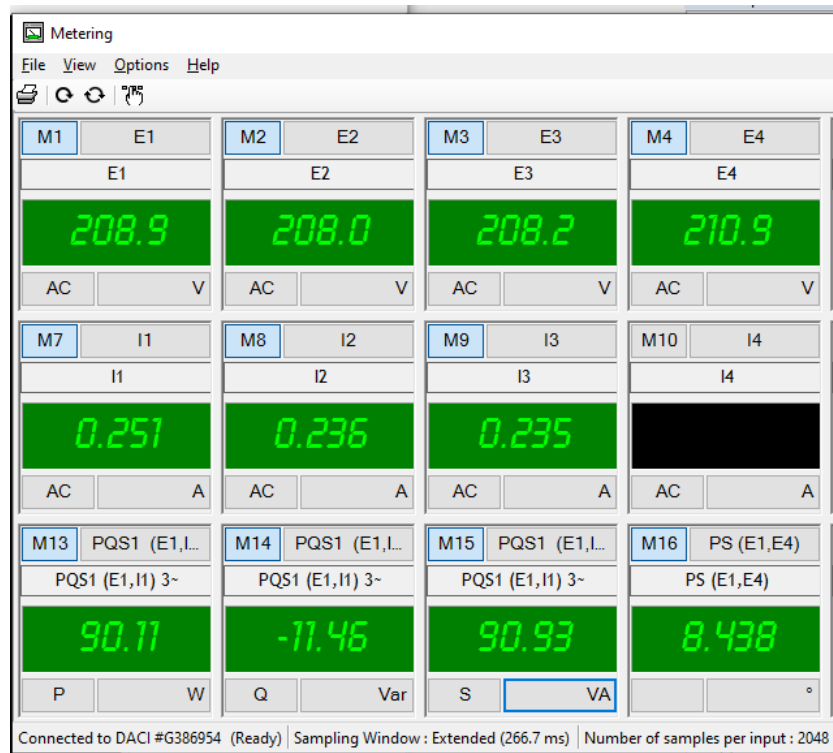 Metering
File View Options Help
M1 E1 M2 E2 M3 E3 M4 E4
E1 E2 E3 E4
208.9 208.0 208.2 210.9
AC V AC V AC V AC V
M7 I1 M8 I2 M9 I3 M10 I4
I1 I2 I3 I4
0.251 0.236 0.235
AC A AC A AC A AC A
M13 PQS1 (E1,I... M14 PQS1 (E1,I... M15 PQS1 (E1,I... M16 PS (E1,E4)
PQS1 (E1,I1) 3~ PQS1 (E1,I1) 3~ PQS1 (E1,I1) 3~ PS (E1,E4)
90.11 -11.46 90.93 8.438
P W Q Var S VA °
Connected to DACI #G386954 (Ready) Sampling Window : Extended (266.7 ms) Number of samples per input : 2048